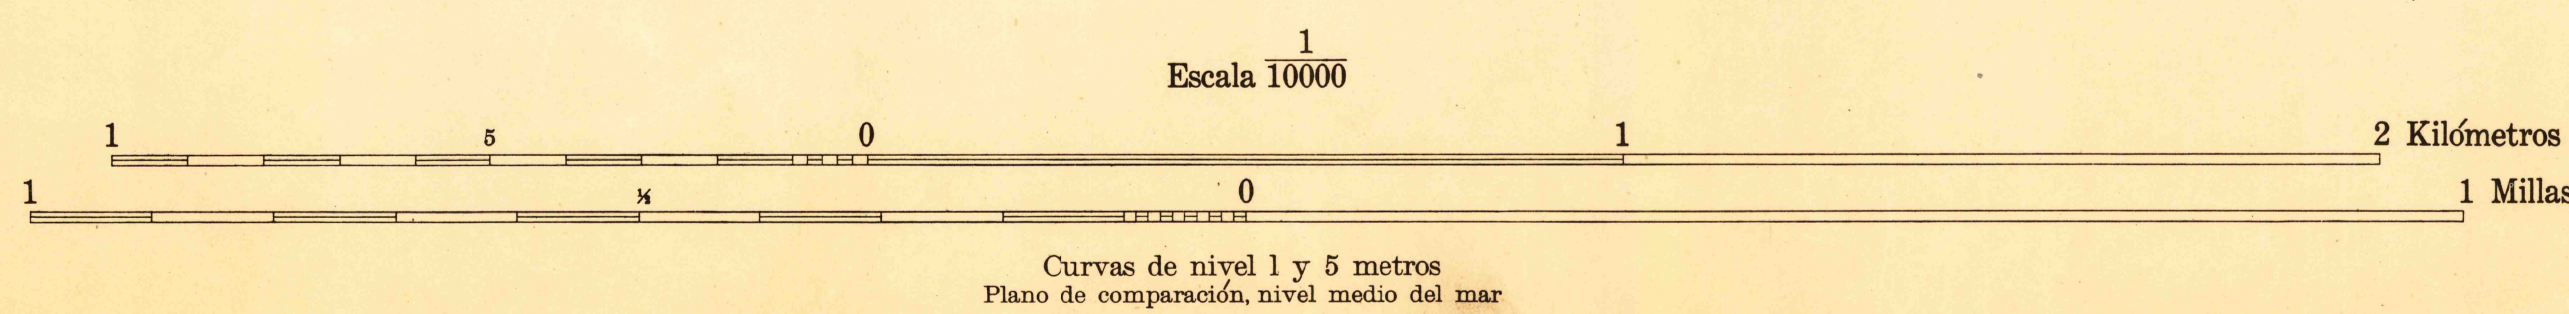 Escala 1/10000
1 5 0 1 2 Kilómetros
1 ½ 0 1 Millas
Curvas de nivel 1 y 5 metros
Plano de comparación, nivel medio del mar